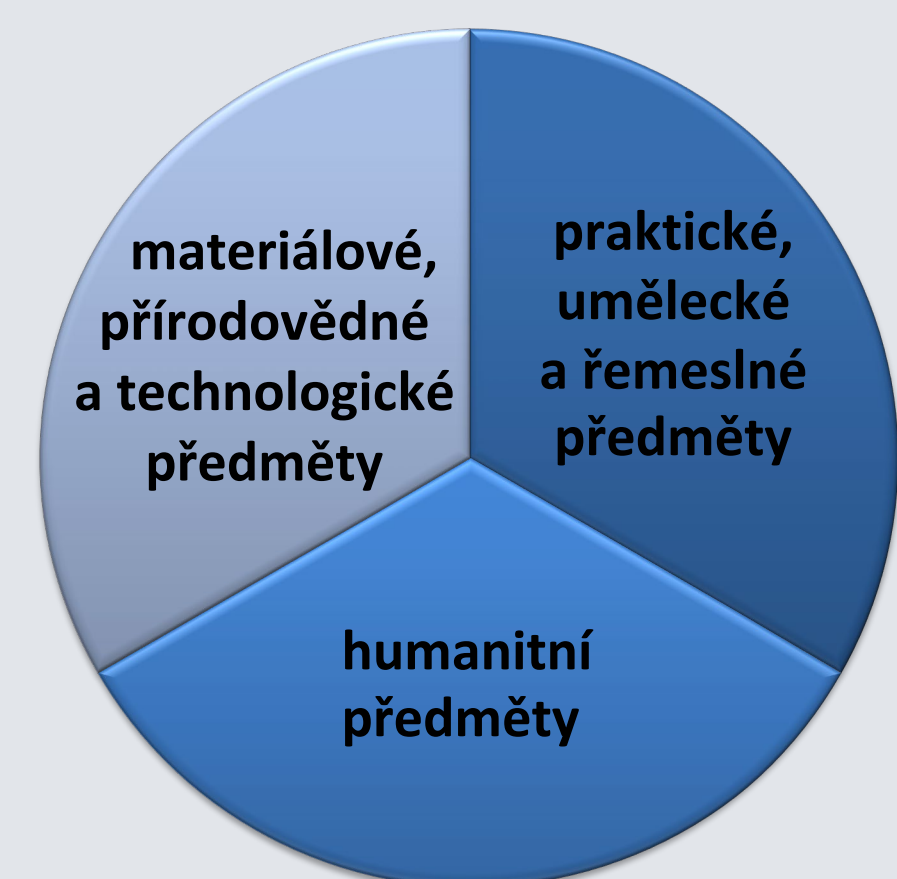 materiálové,
přírodovědné
a technologické
předměty
praktické,
umělecké
a řemeslné
předměty
humanitní
předměty